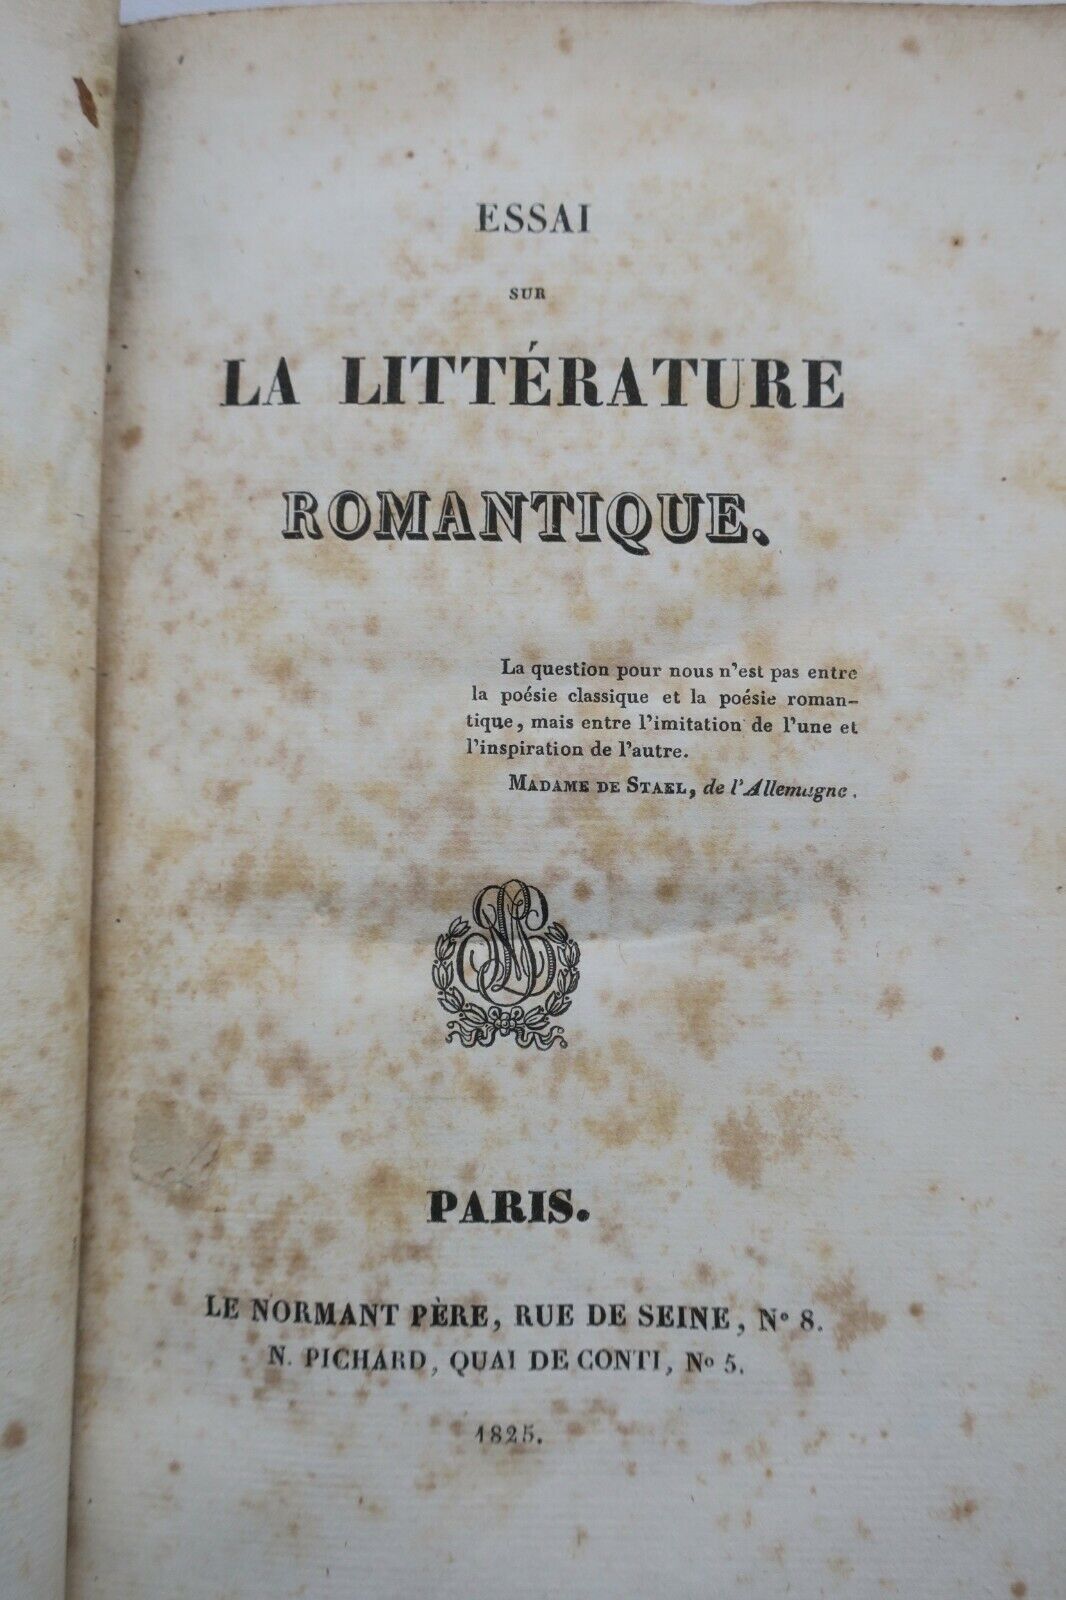 ESSAI
SUR
LA LITTÉRATURE
ROMANTIQUE.
La question pour nous n'est pas entre
la poésie classique et la poésie roman-
tique, mais entre l'imitation de l'une et
l'inspiration de l'autre.
MADAME DE STAEL, de l'Allemagne.
PARIS.
LE NORMANT PÈRE, RUE DE SEINE, No 8.
N. PICHARD, QUAI DE CONTI, No 5.
1825.